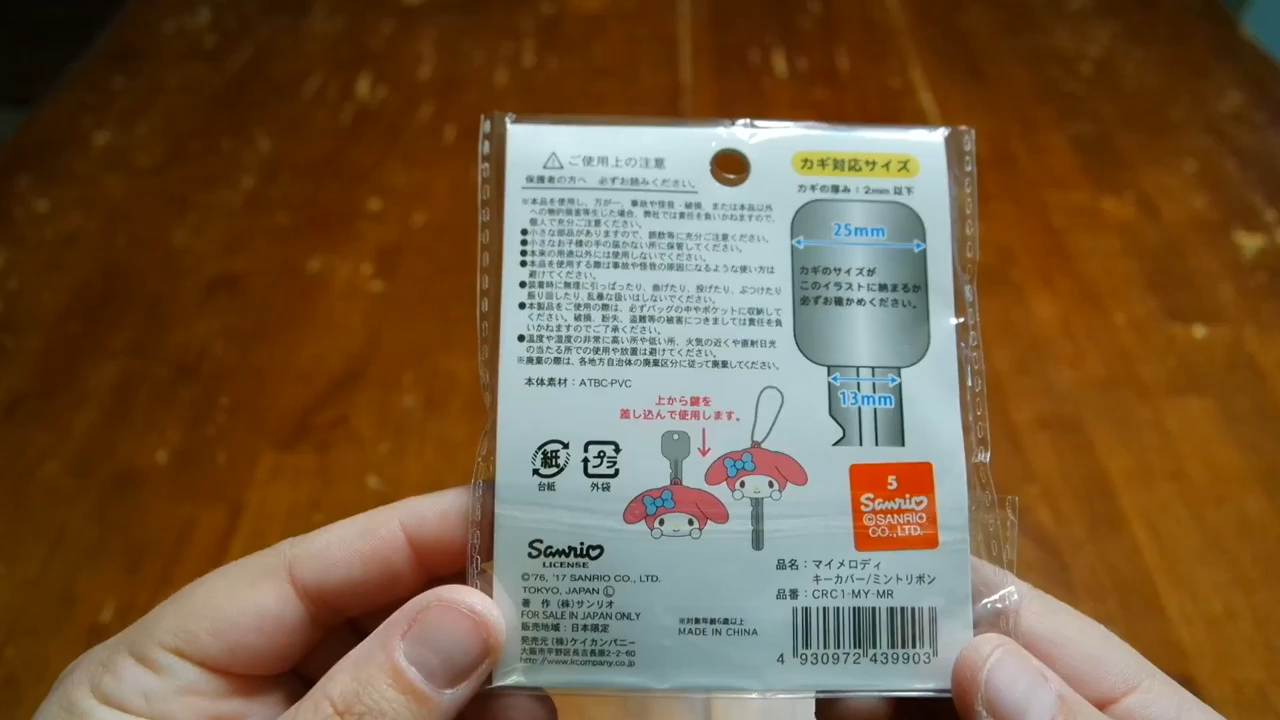 ご使用上の注意
保護者の方へ 必ずお読みください。
※本品を使用し、万が一、事故や怪我・破損、または本品以外
への物的損害等生じた場合、弊社では責任を負いかねますので、
個人で充分ご注意ください。
●小さな部品がありますので、誤飲等に充分ご注意ください。
●小さなお子様の手の届かない所に保管してください。
●本来の用途以外には使用しないでください。
●本品を使用する際は事故や怪我の原因になるような使い方は
避けてください。
●装着時に無理に引っぱったり、曲げたり、投げたり、ぶつけたり
振り回したり、乱暴な扱いはしないでください。
●本製品をご使用の際は、必ずバッグの中やポケットに収納して
ください。破損、紛失、盗難等の被害につきましては責任を負
いかねますのでご了承ください。
●温度や湿度の非常に高い所や低い所、火気の近くや直射日光
の当たる所での使用や放置は避けてください。
※廃棄の際は、各地方自治体の廃棄区分に従って廃棄してください。
本体素材：ATBC-PVC
カギ対応サイズ
カギの厚み：2mm 以下
25mm
カギのサイズが
このイラストに納まるか
必ずお確かめください。
13mm
上から鍵を
差し込んで使用します。
紙
台紙
プラ
外袋
5
Sanrio
©SANRIO
CO.,LTD.
Sanrio
LICENSE
©'76, '17 SANRIO CO., LTD.
TOKYO, JAPAN Ⓛ
著 作 (株)サンリオ
FOR SALE IN JAPAN ONLY
販売地域：日本限定
発売元 (株)ケイカンパニー
大阪市平野区長吉長原2-2-60
http://www.kcompany.co.jp
※対象年齢6歳以上
MADE IN CHINA
品名：マイメロディ
キーカバー/ミントリボン
品番：CRC1-MY-MR
4 930972 439903